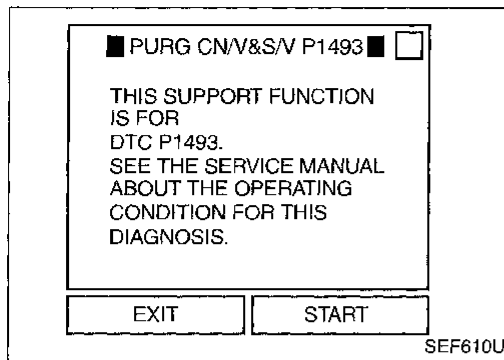 PURG CN/V&S/V P1493
THIS SUPPORT FUNCTION
IS FOR
DTC P1493.
SEE THE SERVICE MANUAL
ABOUT THE OPERATING
CONDITION FOR THIS
DIAGNOSIS.
EXIT START
SEF610U